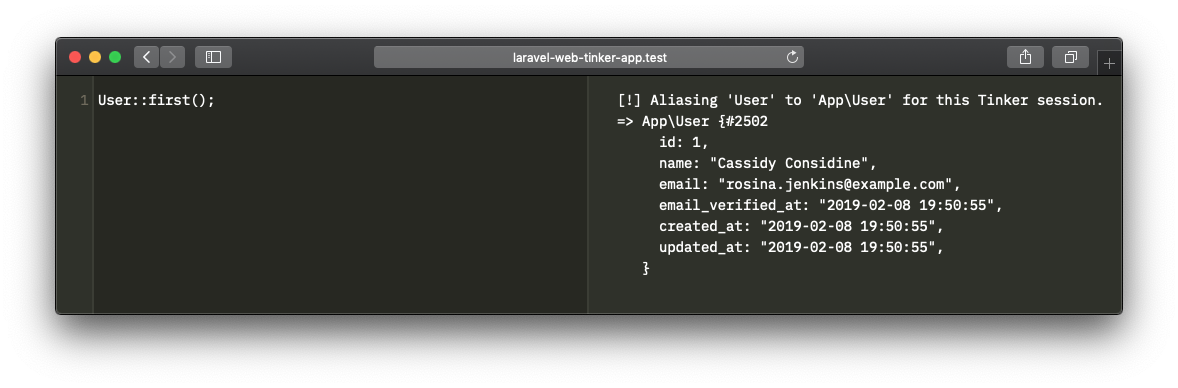 laravel-web-tinker-app.test
1 User::first();
[!] Aliasing 'User' to 'App\User' for this Tinker session.
=> App\User {#2502
id: 1,
name: "Cassidy Considine",
email: "rosina.jenkins@example.com",
email_verified_at: "2019-02-08 19:50:55",
created_at: "2019-02-08 19:50:55",
updated_at: "2019-02-08 19:50:55",
}